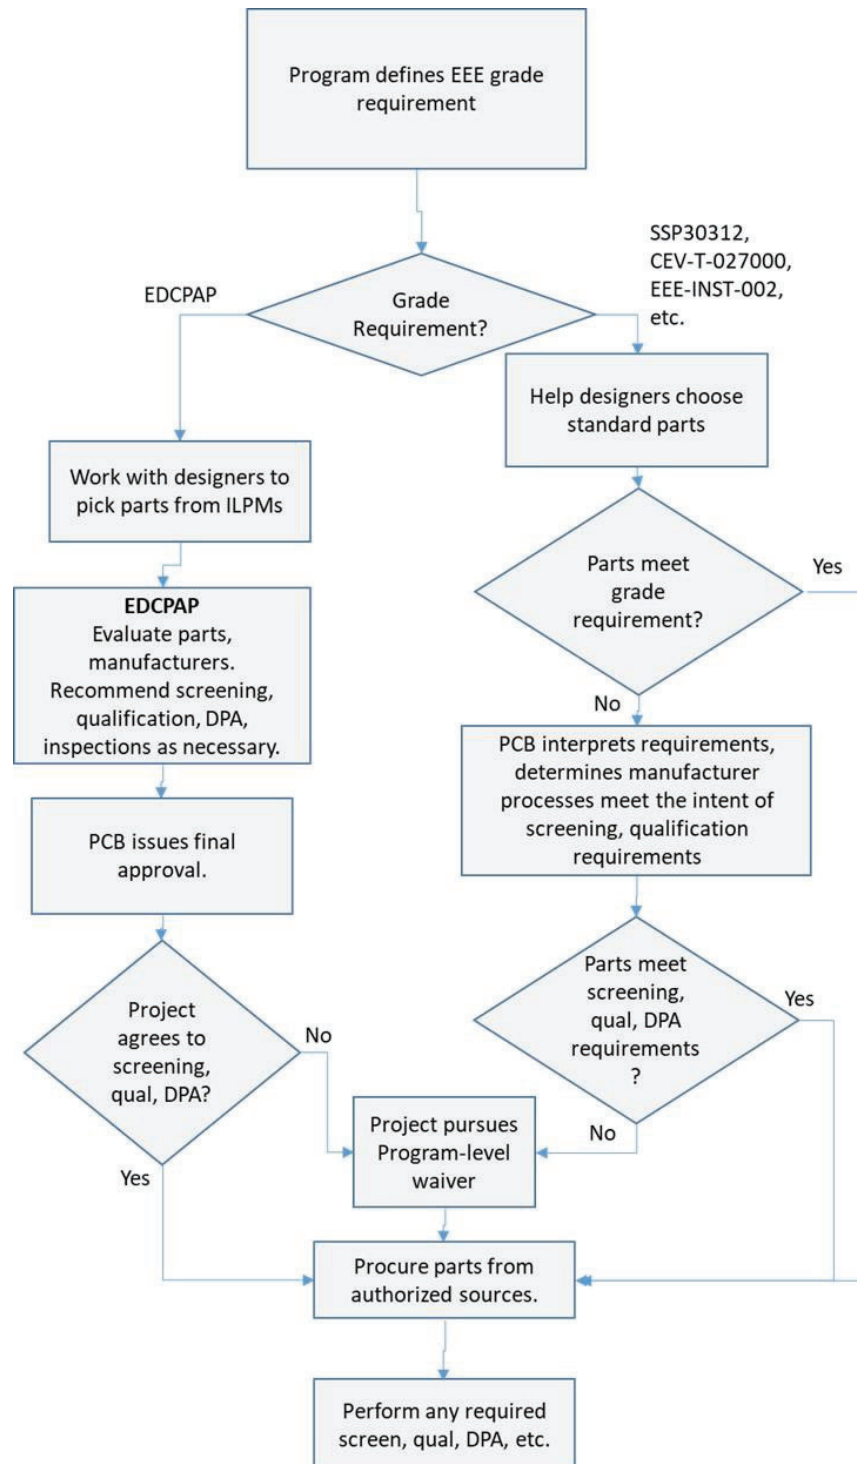 Program defines EEE grade
requirement
SSP30312,
CEV-T-027000,
EEE-INST-002,
etc.
EDCPAP
Grade
Requirement?
Help designers choose
standard parts
Work with designers to
pick parts from ILPMs
Parts meet
grade
requirement?
Yes
No
EDCPAP
Evaluate parts,
manufacturers.
Recommend screening,
qualification, DPA,
inspections as necessary.
PCB interprets requirements,
determines manufacturer
processes meet the intent of
screening, qualification
requirements
PCB issues final
approval.
Parts meet
screening,
qual, DPA
requirements
?
Yes
No
Project
agrees to
screening,
qual, DPA?
No
Yes
Project pursues
Program-level
waiver
Procure parts from
authorized sources.
Perform any required
screen, qual, DPA, etc.